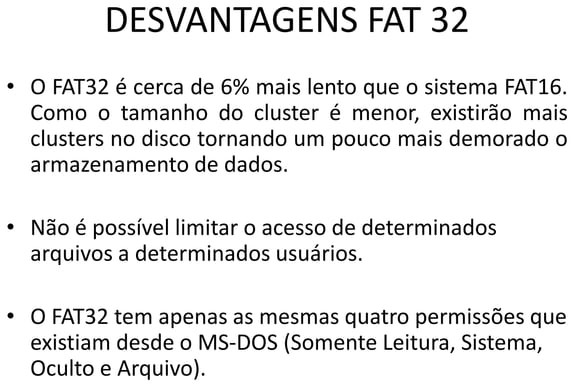 DESVANTAGENS FAT 32
• O FAT32 é cerca de 6% mais lento que o sistema FAT16.
Como o tamanho do cluster é menor, existirão mais
clusters no disco tornando um pouco mais demorado o
armazenamento de dados.
• Não é possível limitar o acesso de determinados
arquivos a determinados usuários.
• O FAT32 tem apenas as mesmas quatro permissões que
existiam desde o MS-DOS (Somente Leitura, Sistema,
Oculto e Arquivo).